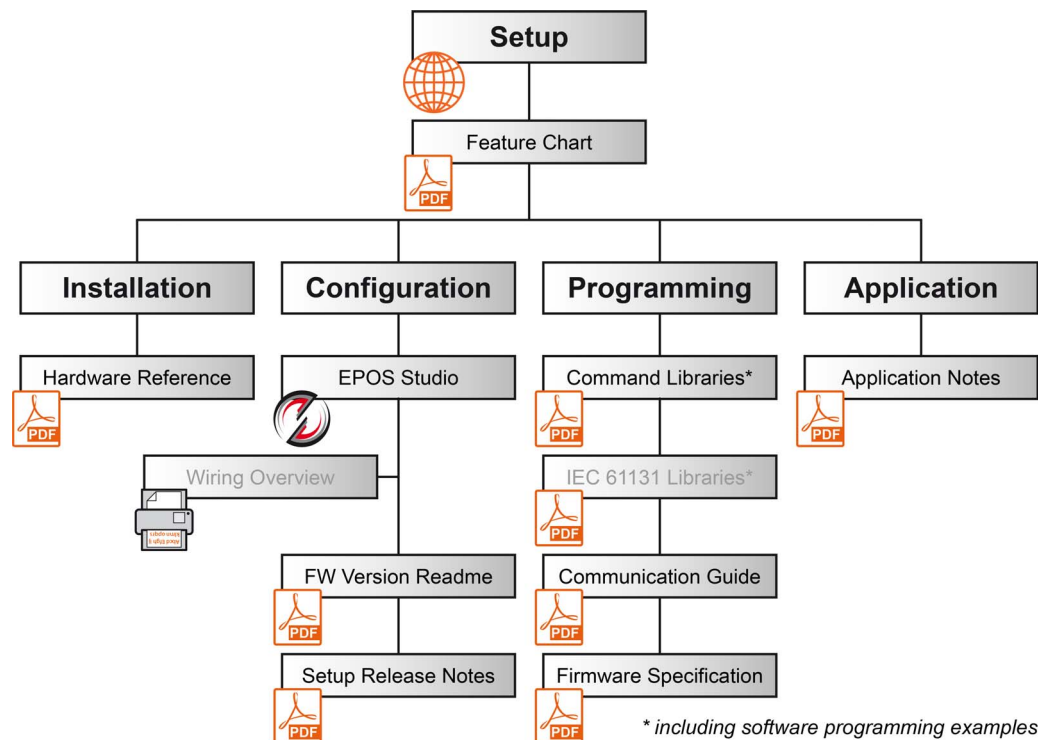 Setup
Feature Chart
PDF
Installation
Configuration
Programming
Application
Hardware Reference
EPOS Studio
Command Libraries*
Application Notes
PDF
PDF
PDF
Wiring Overview
IEC 61131 Libraries*
PDF
FW Version Readme
Communication Guide
PDF
PDF
Setup Release Notes
Firmware Specification
PDF
PDF
* including software programming examples